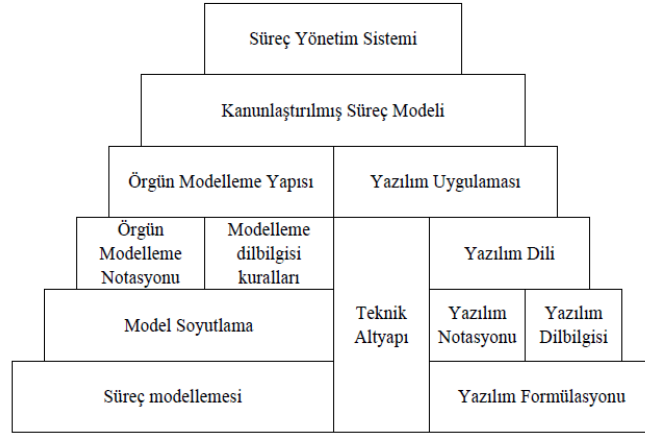 Süreç Yönetim Sistemi
Kanunlaştırılmış Süreç Modeli
Örgün Modelleme Yapısı
Yazılım Uygulaması
Örgün
Modelleme
Notasyonu
Modelleme
dilbilgisi
kuralları
Yazılım Dili
Model Soyutlama
Teknik
Altyapı
Yazılım
Notasyonu
Yazılım
Dilbilgisi
Süreç modellemesi
Yazılım Formülasyonu